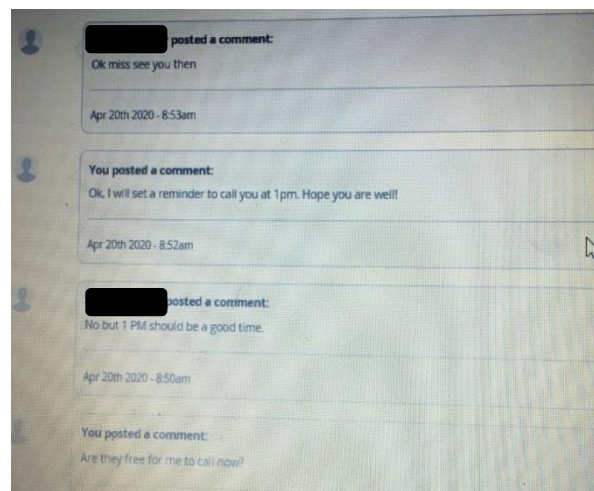 posted a comment:
Ok miss see you then
Apr 20th 2020 - 8:53am
You posted a comment:
Ok, I will set a reminder to call you at 1pm. Hope you are well!
Apr 20th 2020 - 8:52am
posted a comment:
No but 1 PM should be a good time.
Apr 20th 2020 - 8:50am
You posted a comment:
Are they free for me to call now?